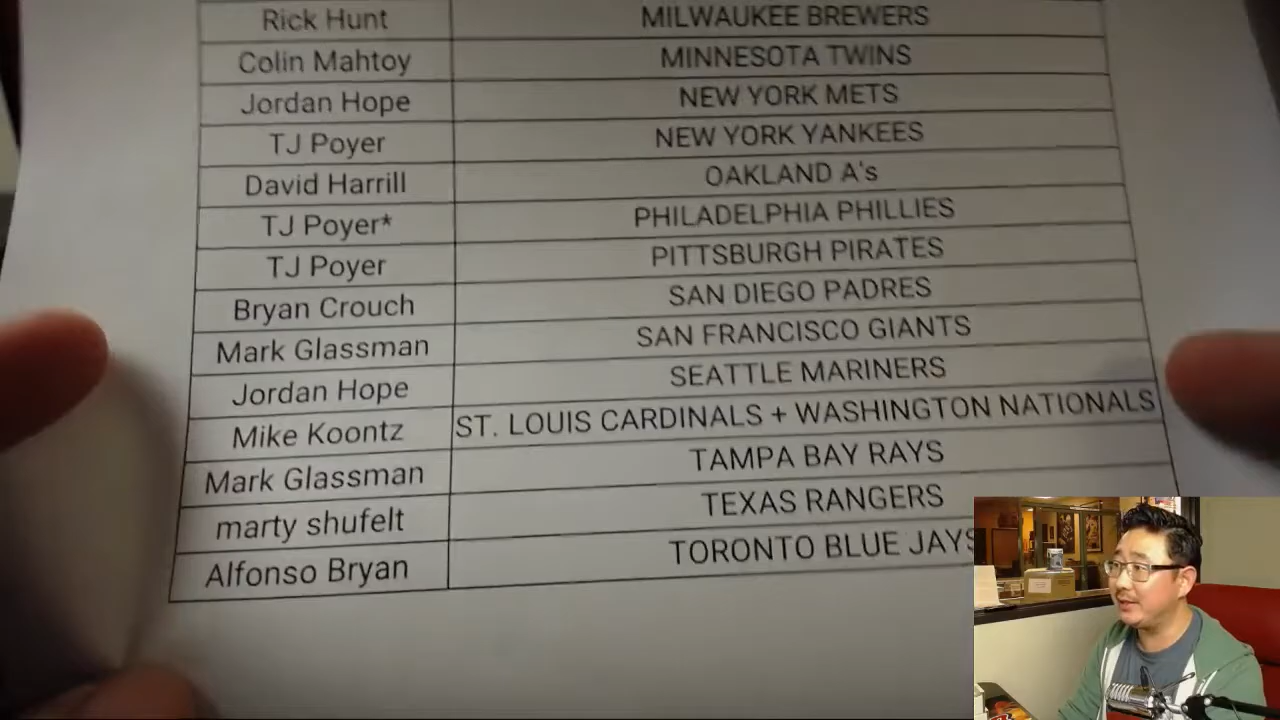 Rick Hunt MILWAUKEE BREWERS
Colin Mahtoy MINNESOTA TWINS
Jordan Hope NEW YORK METS
TJ Poyer NEW YORK YANKEES
David Harrill OAKLAND A's
TJ Poyer* PHILADELPHIA PHILLIES
TJ Poyer PITTSBURGH PIRATES
Bryan Crouch SAN DIEGO PADRES
Mark Glassman SAN FRANCISCO GIANTS
Jordan Hope SEATTLE MARINERS
Mike Koontz ST. LOUIS CARDINALS + WASHINGTON NATIONALS
Mark Glassman TAMPA BAY RAYS
marty shufelt TEXAS RANGERS
Alfonso Bryan TORONTO BLUE JAYS